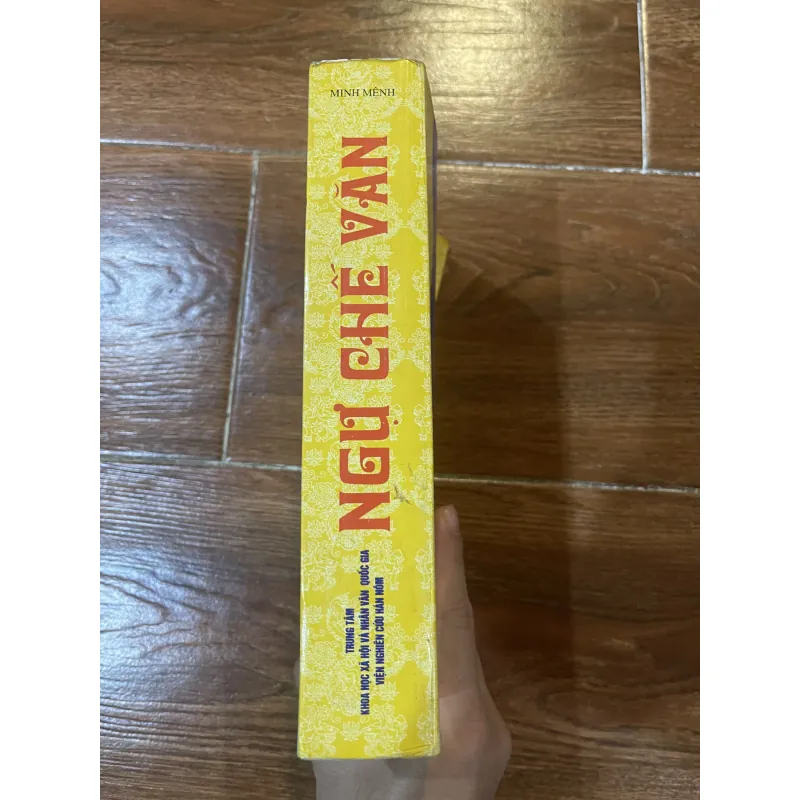 MINH MỆNH
NGỰ CHẾ VĂN
TRUNG TÂM
KHOA HỌC XÃ HỘI VÀ NHÂN VĂN QUỐC GIA
VIỆN NGHIÊN CỨU HÁN NÔM